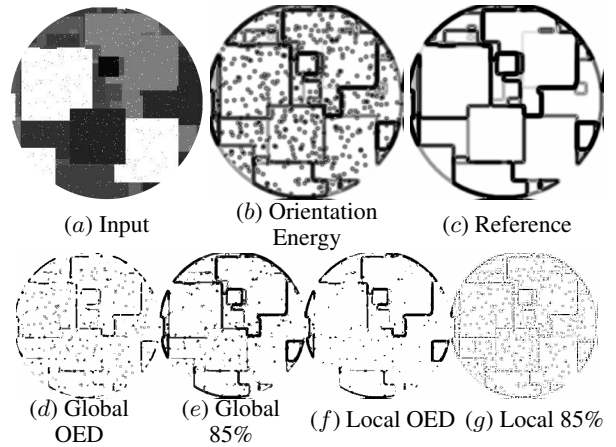 (a) Input
(b) Orientation
Energy
(c) Reference
(d) Global
OED
(e) Global
85%
(f) Local OED
(g) Local 85%